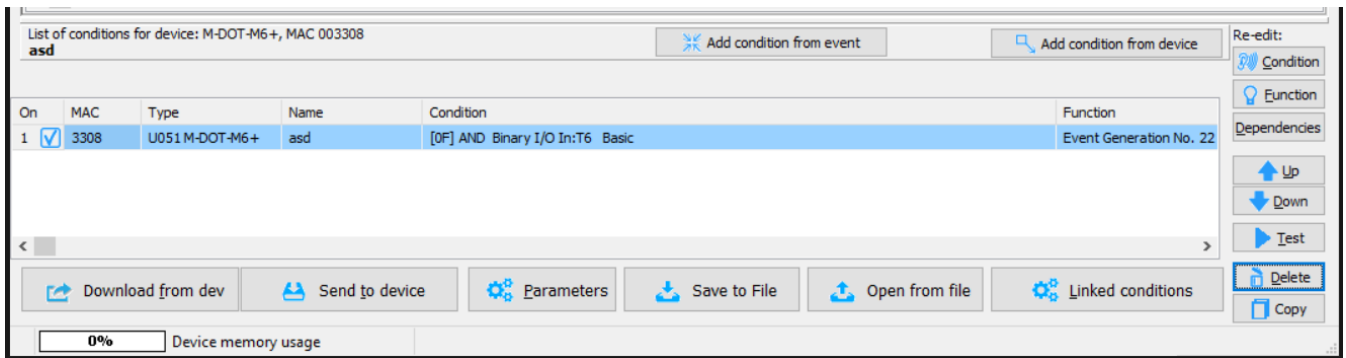 List of conditions for device: M-DOT-M6+, MAC 003308
asd
Add condition from event
Add condition from device
Re-edit:
Condition
Function
Dependencies
On MAC Type Name Condition Function
1 3308 U051 M-DOT-M6+ asd [0F] AND Binary I/O In:T6 Basic Event Generation No. 22
Up
Down
Test
Delete
Copy
Download from dev
Send to device
Parameters
Save to File
Open from file
Linked conditions
0% Device memory usage